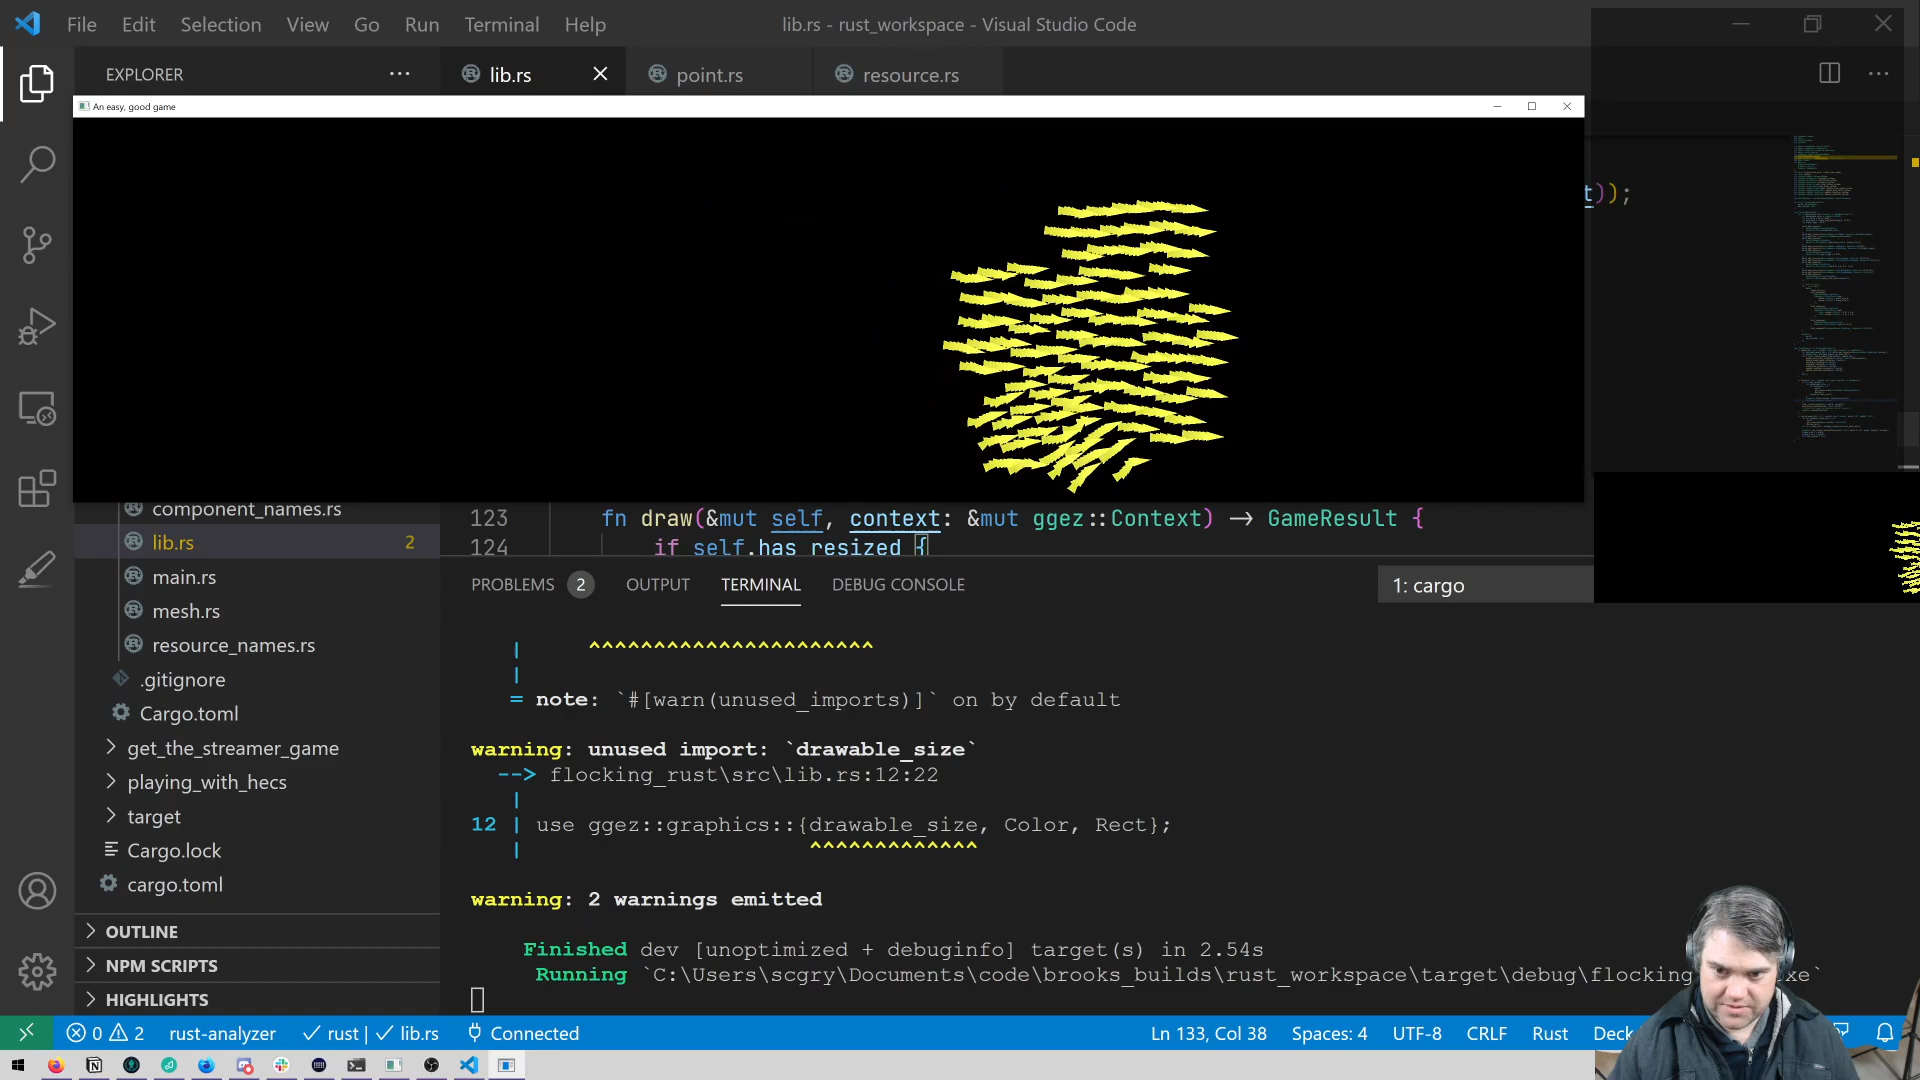 File Edit Selection View Go Run Terminal Help
lib.rs - rust_workspace - Visual Studio Code
EXPLORER
lib.rs
point.rs
resource.rs
An easy, good game
t));
component_names.rs
lib.rs 2
main.rs
mesh.rs
resource_names.rs
.gitignore
Cargo.toml
get_the_streamer_game
playing_with_hecs
target
Cargo.lock
cargo.toml
OUTLINE
NPM SCRIPTS
HIGHLIGHTS
123 fn draw(&mut self, context: &mut ggez::Context) -> GameResult {
124 if self.has_resized {
PROBLEMS 2 OUTPUT TERMINAL DEBUG CONSOLE
1: cargo
| ^^^^^^^^^^^^^^^^^^^^^^
|
= note: `#[warn(unused_imports)]` on by default
warning: unused import: `drawable_size`
--> flocking_rust\src\lib.rs:12:22
|
12 | use ggez::graphics::{drawable_size, Color, Rect};
| ^^^^^^^^^^^^^
warning: 2 warnings emitted
Finished dev [unoptimized + debuginfo] target(s) in 2.54s
Running `C:\Users\scgry\Documents\code\brooks_builds\rust_workspace\target\debug\flocking xe`
0 2 rust-analyzer rust | lib.rs Connected
Ln 133, Col 38 Spaces: 4 UTF-8 CRLF Rust